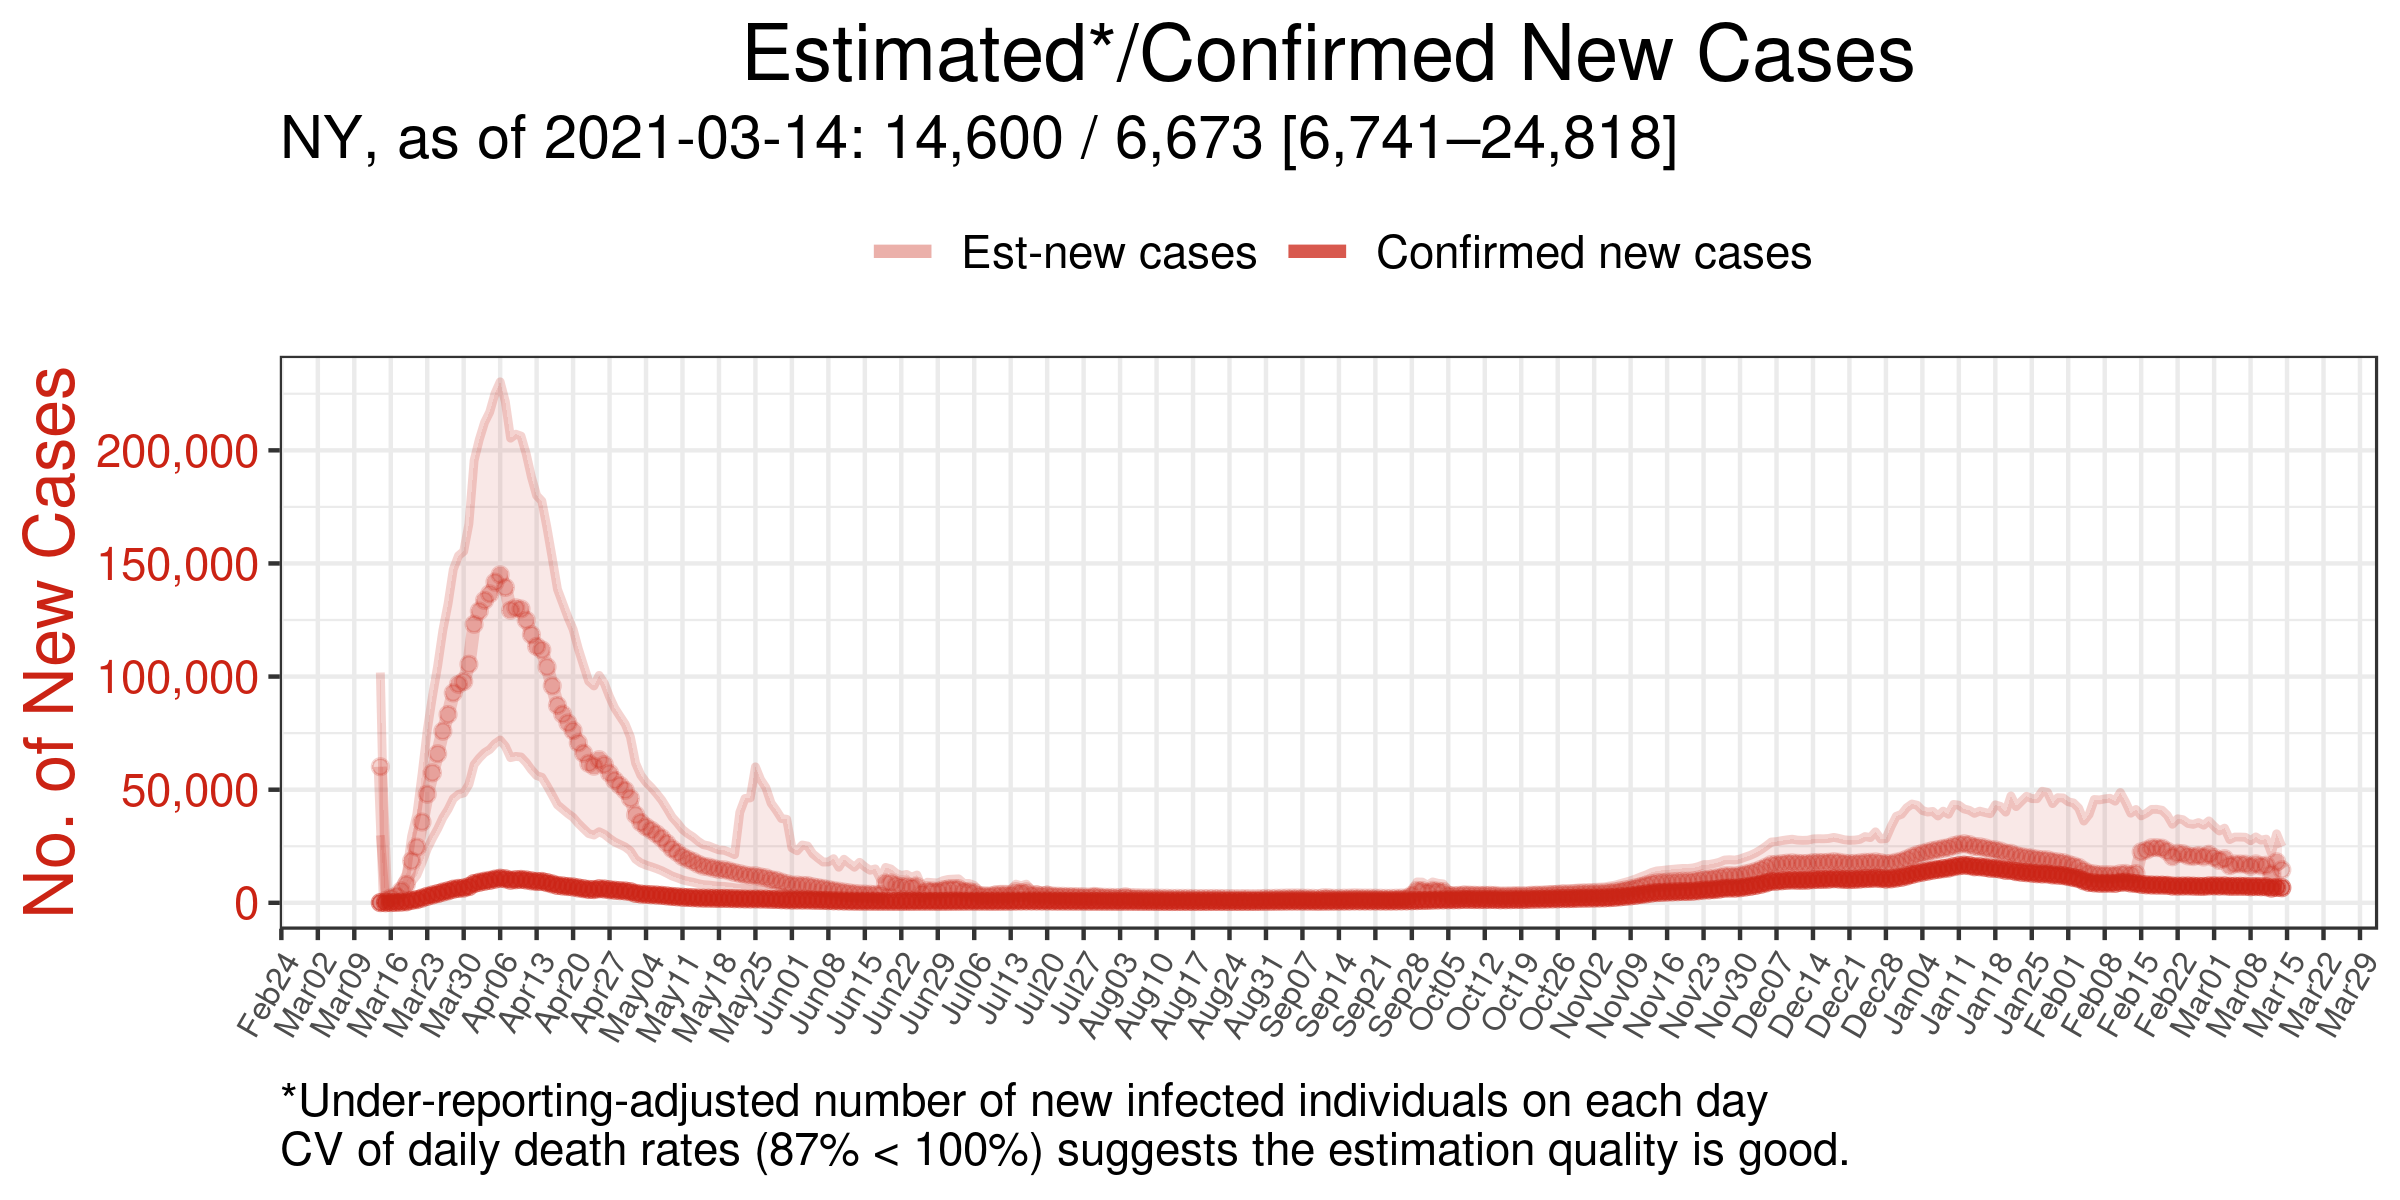 Estimated*/Confirmed New Cases
NY, as of 2021-03-14: 14,600 / 6,673 [6,741–24,818]
Est-new cases
Confirmed new cases
No. of New Cases
200,000
150,000
100,000
50,000
0
Feb24
Mar02
Mar09
Mar16
Mar23
Mar30
Apr06
Apr13
Apr20
Apr27
May04
May11
May18
May25
Jun01
Jun08
Jun15
Jun22
Jun29
Jul06
Jul13
Jul20
Jul27
Aug03
Aug10
Aug17
Aug24
Aug31
Sep07
Sep14
Sep21
Sep28
Oct05
Oct12
Oct19
Oct26
Nov02
Nov09
Nov16
Nov23
Nov30
Dec07
Dec14
Dec21
Dec28
Jan04
Jan11
Jan18
Jan25
Feb01
Feb08
Feb15
Feb22
Mar01
Mar08
Mar15
Mar22
Mar29
*Under-reporting-adjusted number of new infected individuals on each day
CV of daily death rates (87% < 100%) suggests the estimation quality is good.